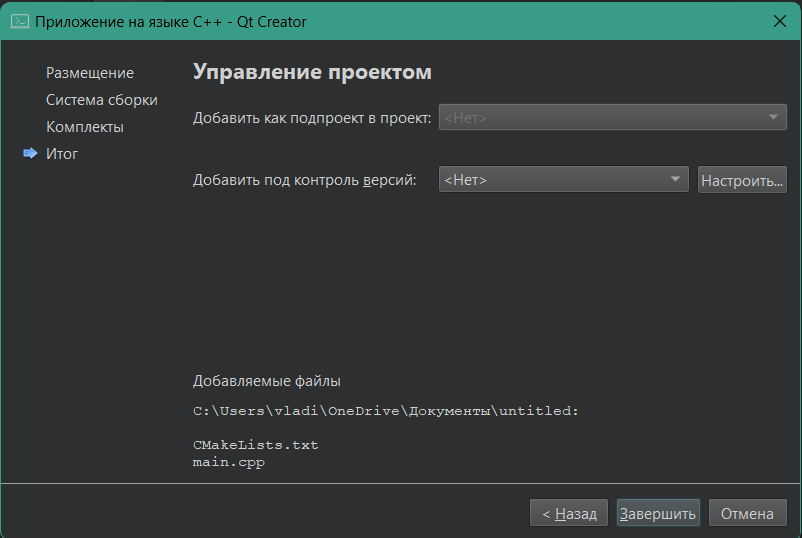 Приложение на языке C++ - Qt Creator
Размещение
Система сборки
Комплекты
Итог
Управление проектом
Добавить как подпроект в проект: <Нет>
Добавить под контроль версий: <Нет> Настроить...
Добавляемые файлы
C:\Users\vladi\OneDrive\Документы\untitled:
CMakeLists.txt
main.cpp
< Назад Завершить Отмена